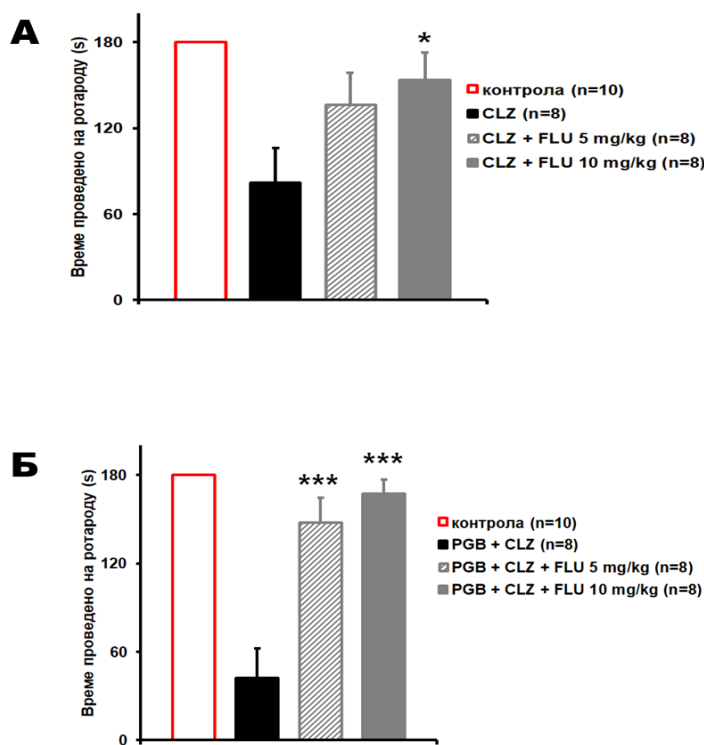 А
Време проведено на ротароду (s)
180
120
60
0
*
контрола (n=10)
CLZ (n=8)
CLZ + FLU 5 mg/kg (n=8)
CLZ + FLU 10 mg/kg (n=8)
Б
Време проведено на ротароду (s)
180
120
60
0
***
***
контрола (n=10)
PGB + CLZ (n=8)
PGB + CLZ + FLU 5 mg/kg (n=8)
PGB + CLZ + FLU 10 mg/kg (n=8)